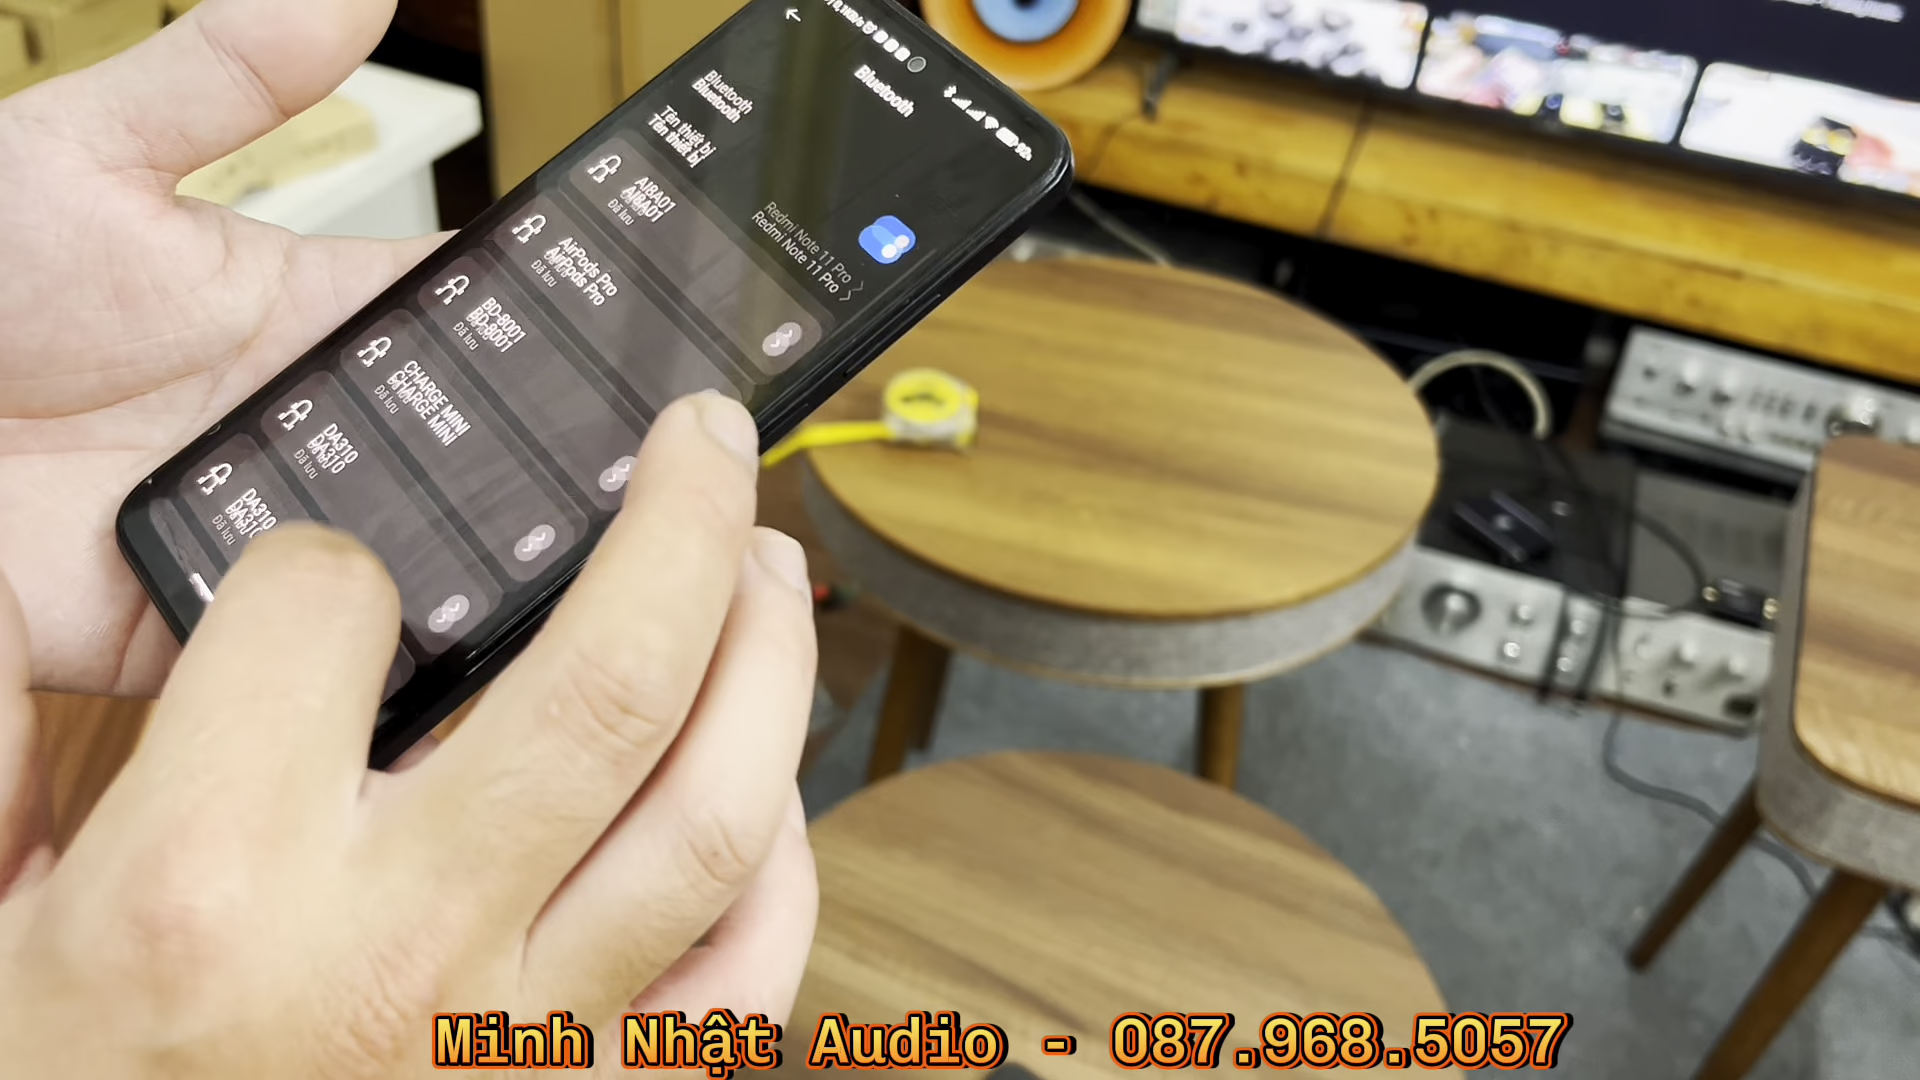 Bluetooth
Bluetooth
Tên thiết bị
Redmi Note 11 Pro
AI8A01
Đã lưu
AirPods Pro
Đã lưu
BD-8001
Đã lưu
CHARGE MINI
Đã lưu
DA310
Đã lưu
DA310
Đã lưu
Minh Nhật Audio - 087.968.5057